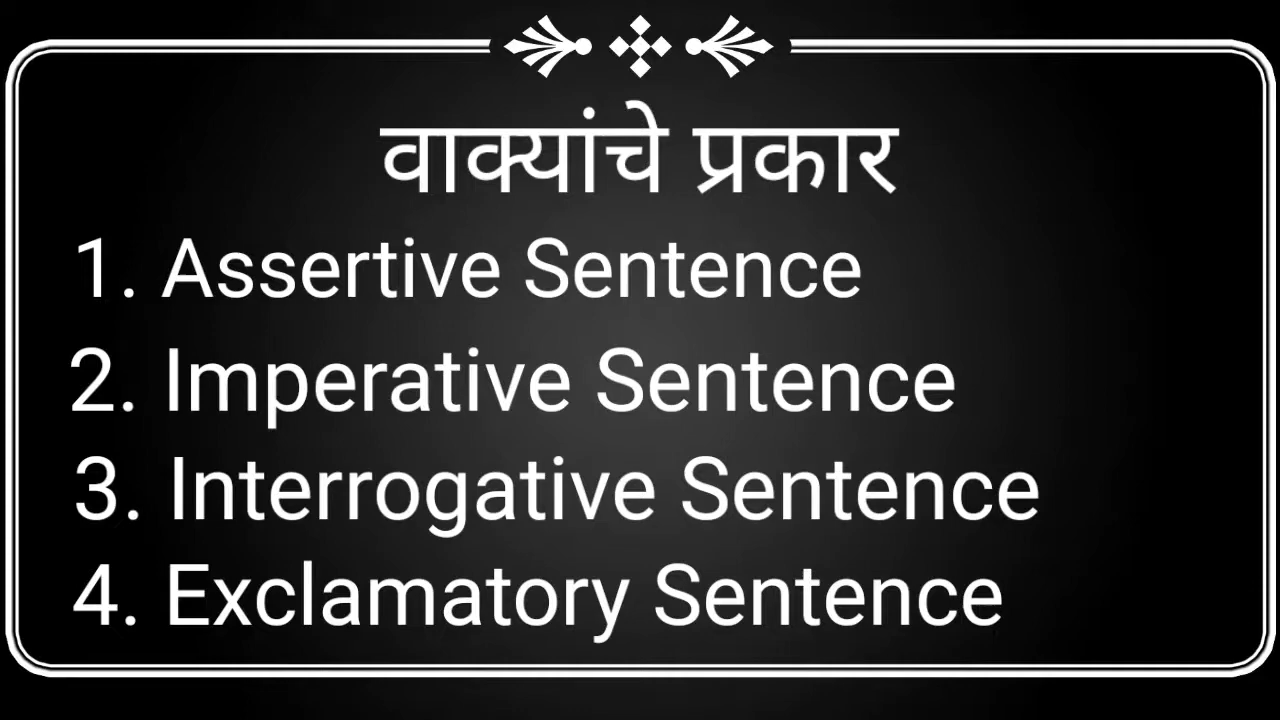 वाक्यांचे प्रकार
1. Assertive Sentence
2. Imperative Sentence
3. Interrogative Sentence
4. Exclamatory Sentence